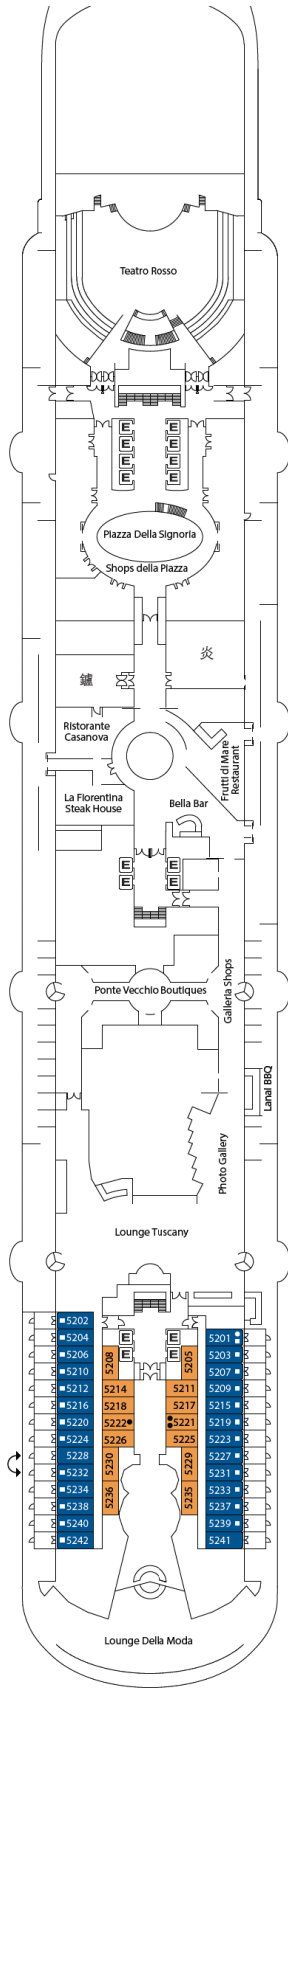 Teatro Rosso
E E
E E
E E
E E
Piazza Della Signoria
Shops della Piazza
炎
鑪
Ristorante
Casanova
Frutti di Mare
Restaurant
La Fiorentina
Steak House
Bella Bar
E E
E E
Galleria Shops
Ponte Vecchio Boutiques
Lanai BBQ
Photo Gallery
Lounge Tuscany
5202
5204 E E 5201
5206 5208 E E 5205 5203
5210 5207
5212 5214 5211 5209
5216 5218 5217 5215
5220 5222 5221 5219
5224 5226 5225 5223
5228 5230 5229 5227
5232 5231
5234 5236 5235 5233
5238 5237
5240 5239
5242 5241
Lounge Della Moda